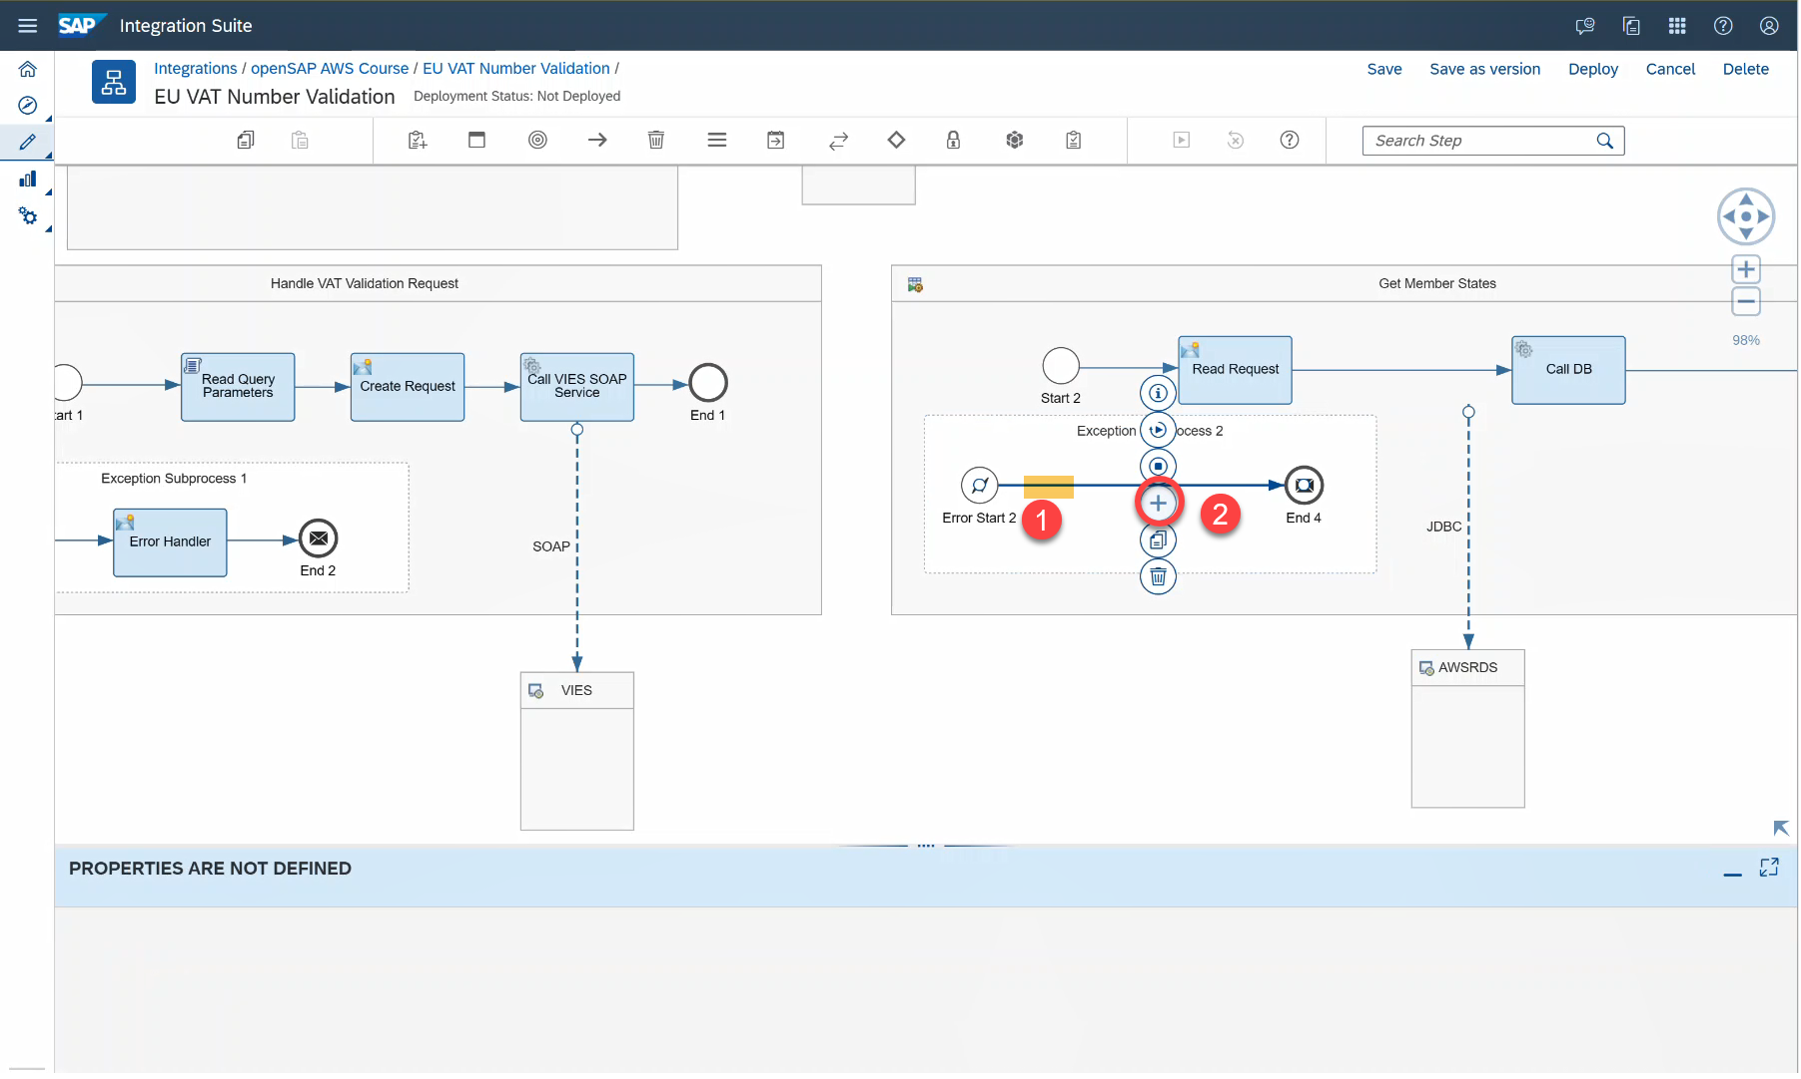 SAP Integration Suite
Integrations / openSAP AWS Course / EU VAT Number Validation /
Save Save as version Deploy Cancel Delete
EU VAT Number Validation Deployment Status: Not Deployed
Search Step
98%
Handle VAT Validation Request
tart 1
Read Query
Parameters
Create Request
Call VIES SOAP
Service
End 1
Exception Subprocess 1
Error Handler
End 2
SOAP
VIES
Get Member States
Start 2
Read Request
Call DB
Exception ocess 2
Error Start 2
1
2
End 4
JDBC
AWSRDS
PROPERTIES ARE NOT DEFINED